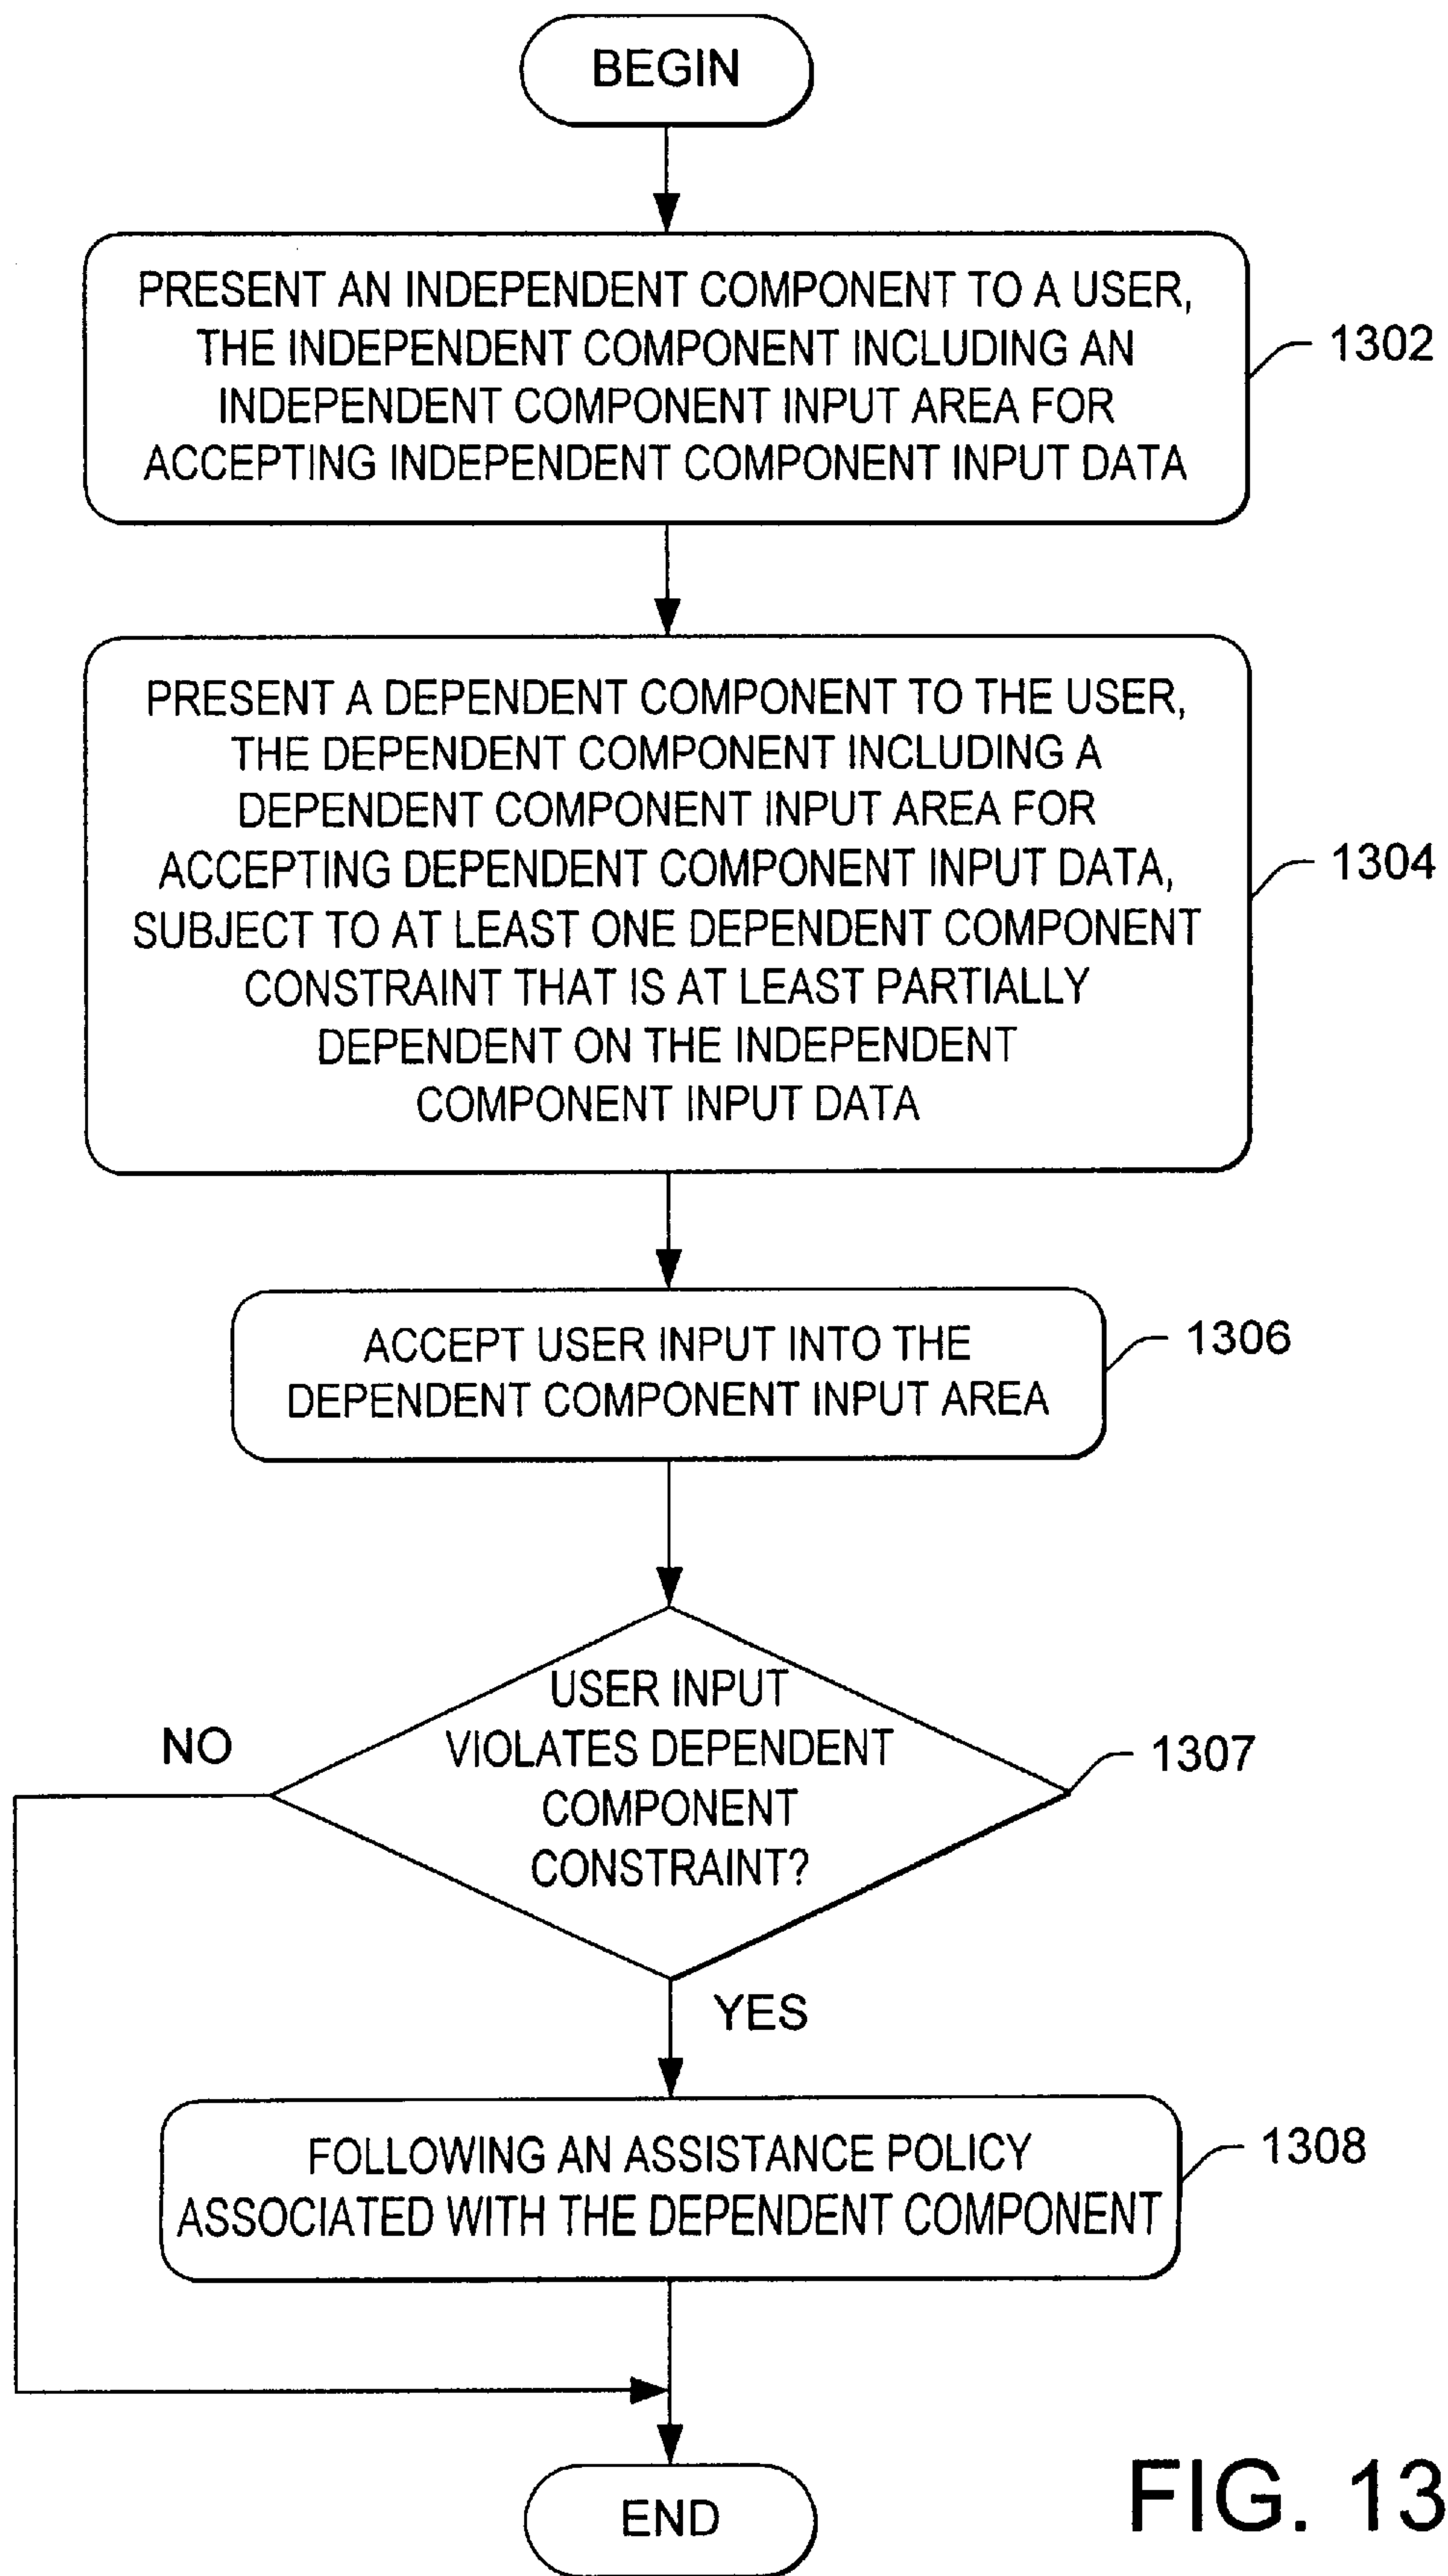 BEGIN
PRESENT AN INDEPENDENT COMPONENT TO A USER,
THE INDEPENDENT COMPONENT INCLUDING AN
INDEPENDENT COMPONENT INPUT AREA FOR
ACCEPTING INDEPENDENT COMPONENT INPUT DATA
1302
PRESENT A DEPENDENT COMPONENT TO THE USER,
THE DEPENDENT COMPONENT INCLUDING A
DEPENDENT COMPONENT INPUT AREA FOR
ACCEPTING DEPENDENT COMPONENT INPUT DATA,
SUBJECT TO AT LEAST ONE DEPENDENT COMPONENT
CONSTRAINT THAT IS AT LEAST PARTIALLY
DEPENDENT ON THE INDEPENDENT
COMPONENT INPUT DATA
1304
ACCEPT USER INPUT INTO THE
DEPENDENT COMPONENT INPUT AREA
1306
USER INPUT
VIOLATES DEPENDENT
COMPONENT
CONSTRAINT?
1307
NO
YES
FOLLOWING AN ASSISTANCE POLICY
ASSOCIATED WITH THE DEPENDENT COMPONENT
1308
END
FIG. 13